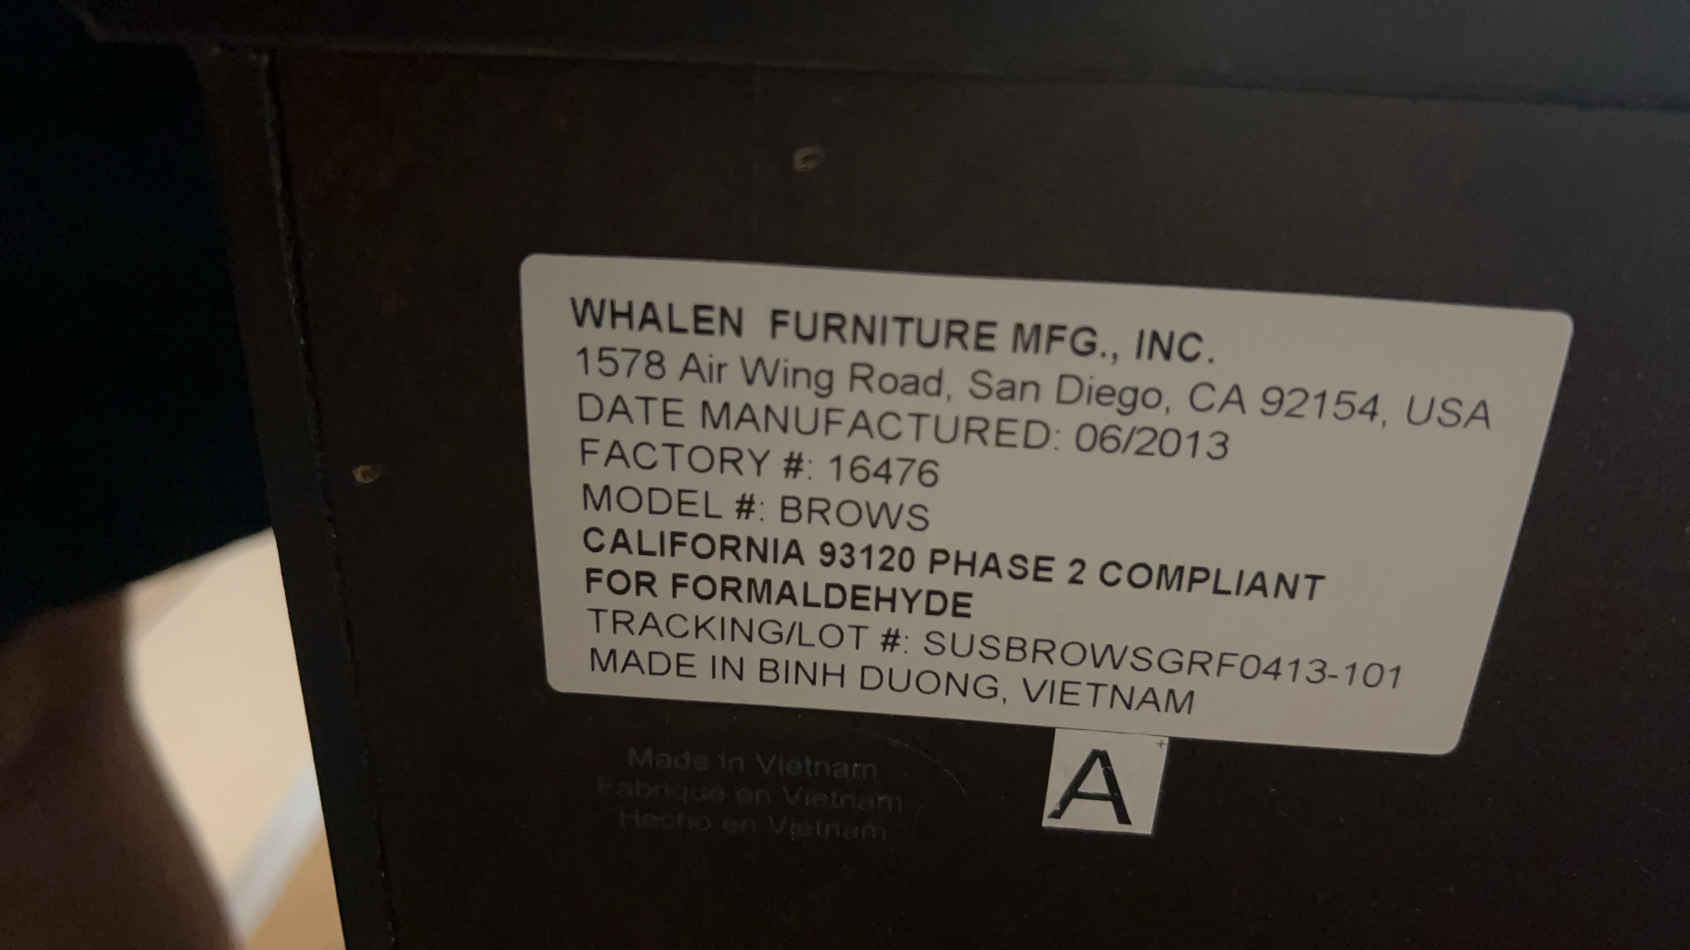 WHALEN FURNITURE MFG., INC.
1578 Air Wing Road, San Diego, CA 92154, USA
DATE MANUFACTURED: 06/2013
FACTORY #: 16476
MODEL #: BROWS
CALIFORNIA 93120 PHASE 2 COMPLIANT
FOR FORMALDEHYDE
TRACKING/LOT #: SUSBROWSGRF0413-101
MADE IN BINH DUONG, VIETNAM
A
Made in Vietnam
Fabriqué en Vietnam
Hecho en Vietnam